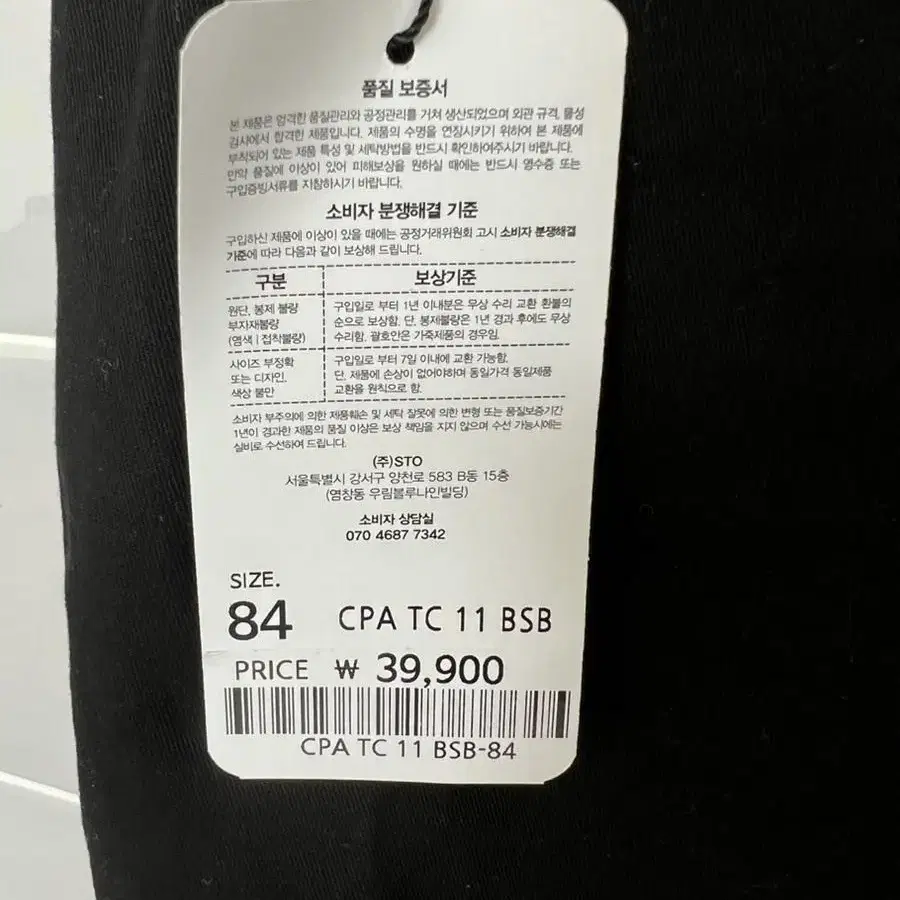 품질 보증서
본 제품은 엄격한 품질관리와 공정관리를 거쳐 생산되었으며 외관 규격, 물성
검사에서 합격한 제품입니다. 제품의 수명을 연장시키기 위하여 본 제품에
부착되어 있는 제품 특성 및 세탁방법을 반드시 확인하여주시기 바랍니다.
만약 품질에 이상이 있어 피해보상을 원하실 때에는 반드시 영수증 또는
구입증빙서류를 지참하시기 바랍니다.
소비자 분쟁해결 기준
구입하신 제품에 이상이 있을 때에는 공정거래위원회 고시 소비자 분쟁해결
기준에 따라 다음과 같이 보상해 드립니다.
구분 보상기준
원단, 봉제 불량 구입일로 부터 1년 이내분은 무상 수리 교환 환불의
부자재불량 순으로 보상함. 단, 봉제불량은 1년 경과 후에도 무상
(염색 | 접착불량) 수리함. 괄호안은 가죽제품의 경우임.
사이즈 부정확 구입일로 부터 7일 이내에 교환 가능함.
또는 디자인, 단, 제품에 손상이 없어야하며 동일가격 동일제품
색상 불만 교환을 원칙으로 함.
소비자 부주의에 의한 제품훼손 및 세탁 잘못에 의한 변형 또는 품질보증기간
1년이 경과한 제품의 품질 이상은 보상 책임을 지지 않으며 수선 가능시에는
실비로 수선하여 드립니다.
(주)STO
서울특별시 강서구 양천로 583 B동 15층
(염창동 우림블루나인빌딩)
소비자 상담실
070 4687 7342
SIZE.
84 CPA TC 11 BSB
PRICE ₩ 39,900
CPA TC 11 BSB-84